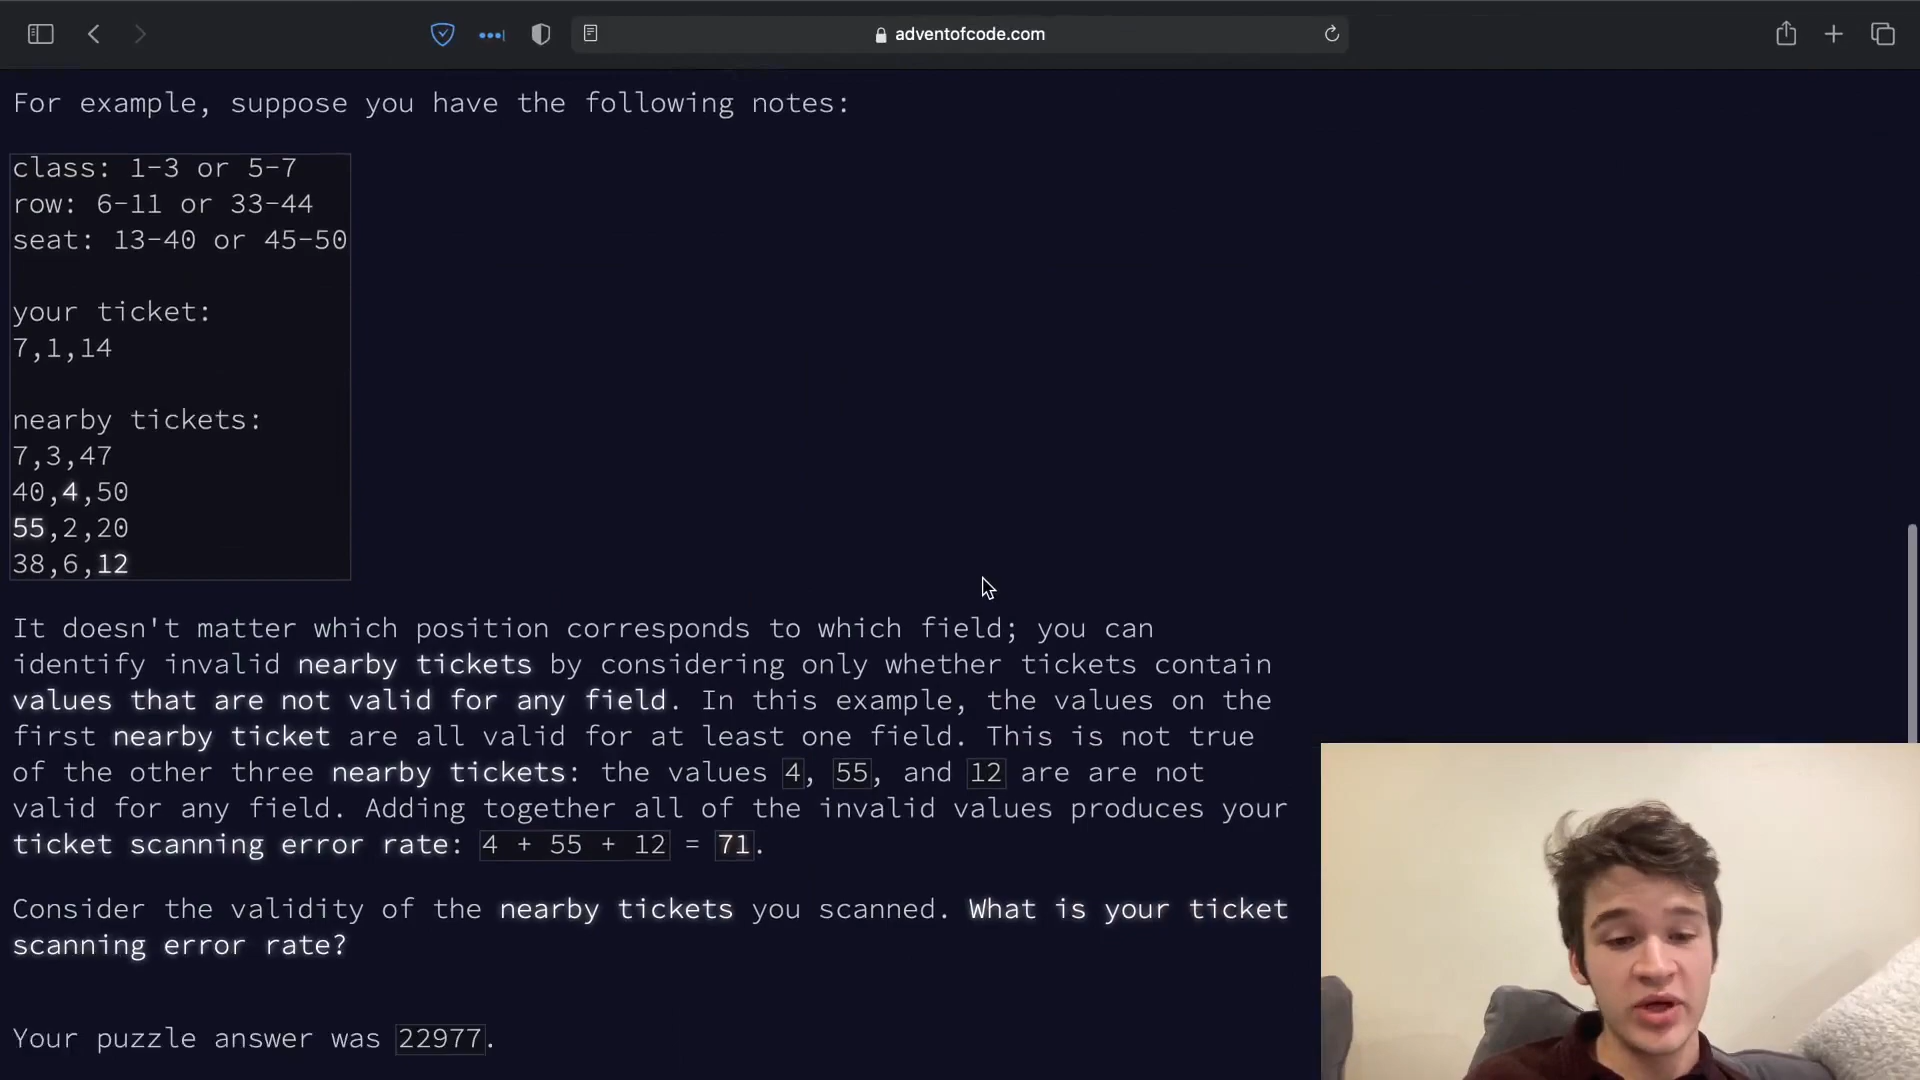 adventofcode.com
For example, suppose you have the following notes:
class: 1-3 or 5-7
row: 6-11 or 33-44
seat: 13-40 or 45-50
your ticket:
7,1,14
nearby tickets:
7,3,47
40,4,50
55,2,20
38,6,12
It doesn't matter which position corresponds to which field; you can
identify invalid nearby tickets by considering only whether tickets contain
values that are not valid for any field. In this example, the values on the
first nearby ticket are all valid for at least one field. This is not true
of the other three nearby tickets: the values 4, 55, and 12 are are not
valid for any field. Adding together all of the invalid values produces your
ticket scanning error rate: 4 + 55 + 12 = 71.
Consider the validity of the nearby tickets you scanned. What is your ticket
scanning error rate?
Your puzzle answer was 22977.